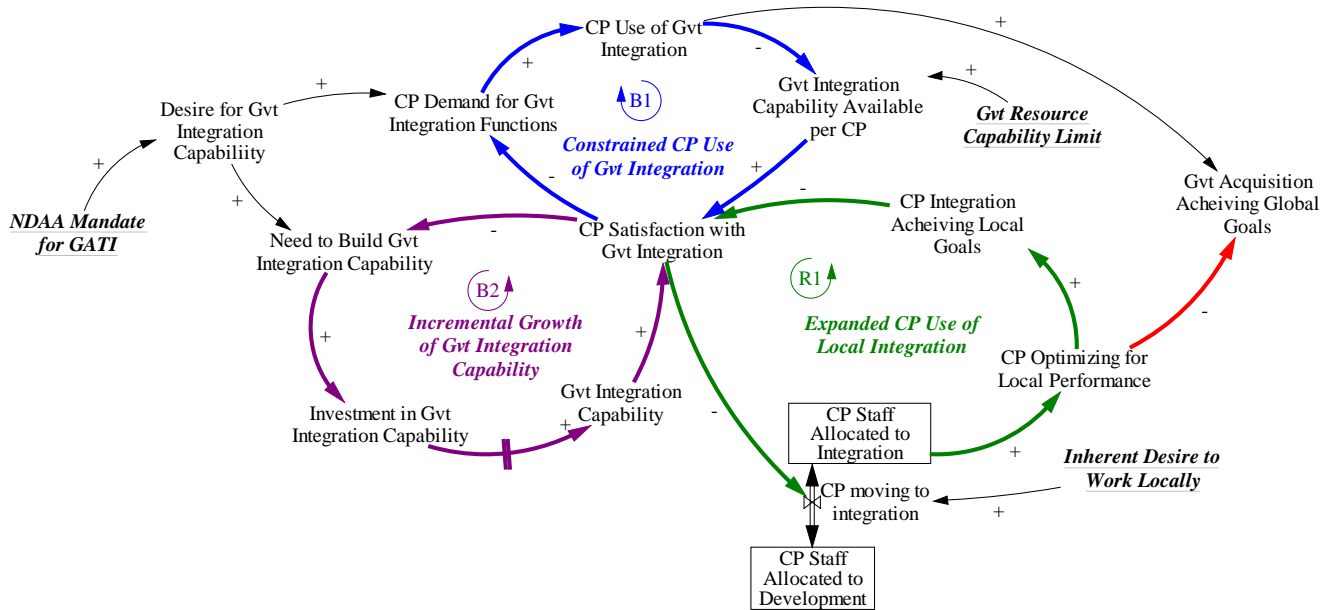 CP Use of Gvt
Integration
+
-
+
+
Desire for Gvt
Integration
Capabiliity
CP Demand for Gvt
Integration Functions
B1
Gvt Integration
Capability Available
per CP
+
Gvt Resource
Capability Limit
Constrained CP Use
of Gvt Integration
+
+
-
-
Gvt Acquisition
Acheiving Global
Goals
NDAA Mandate
for GATI
+
Need to Build Gvt
Integration Capability
-
CP Satisfaction with
Gvt Integration
CP Integration
Acheiving Local
Goals
B2
R1
+
Incremental Growth
of Gvt Integration
Capability
Expanded CP Use of
Local Integration
-
+
+
CP Optimizing for
Local Performance
Investment in Gvt
Integration Capability
+
Gvt Integration
Capability
-
CP Staff
Allocated to
Integration
+
Inherent Desire to
Work Locally
CP moving to
integration
+
CP Staff
Allocated to
Development